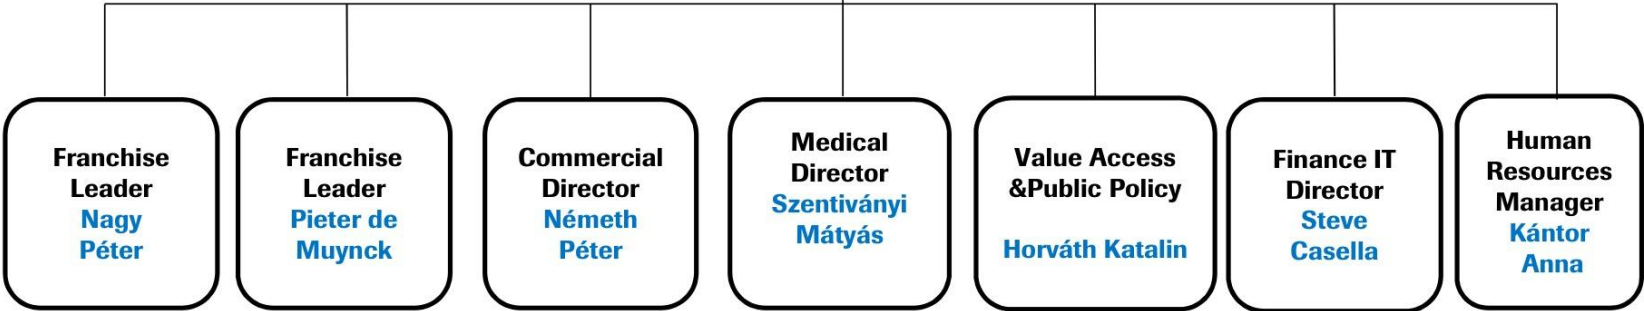 Franchise
Leader
Nagy
Péter
Franchise
Leader
Pieter de
Muynck
Commercial
Director
Németh
Péter
Medical
Director
Szentiványi
Mátyás
Value Access
&Public Policy
Horváth Katalin
Finance IT
Director
Steve
Casella
Human
Resources
Manager
Kántor
Anna